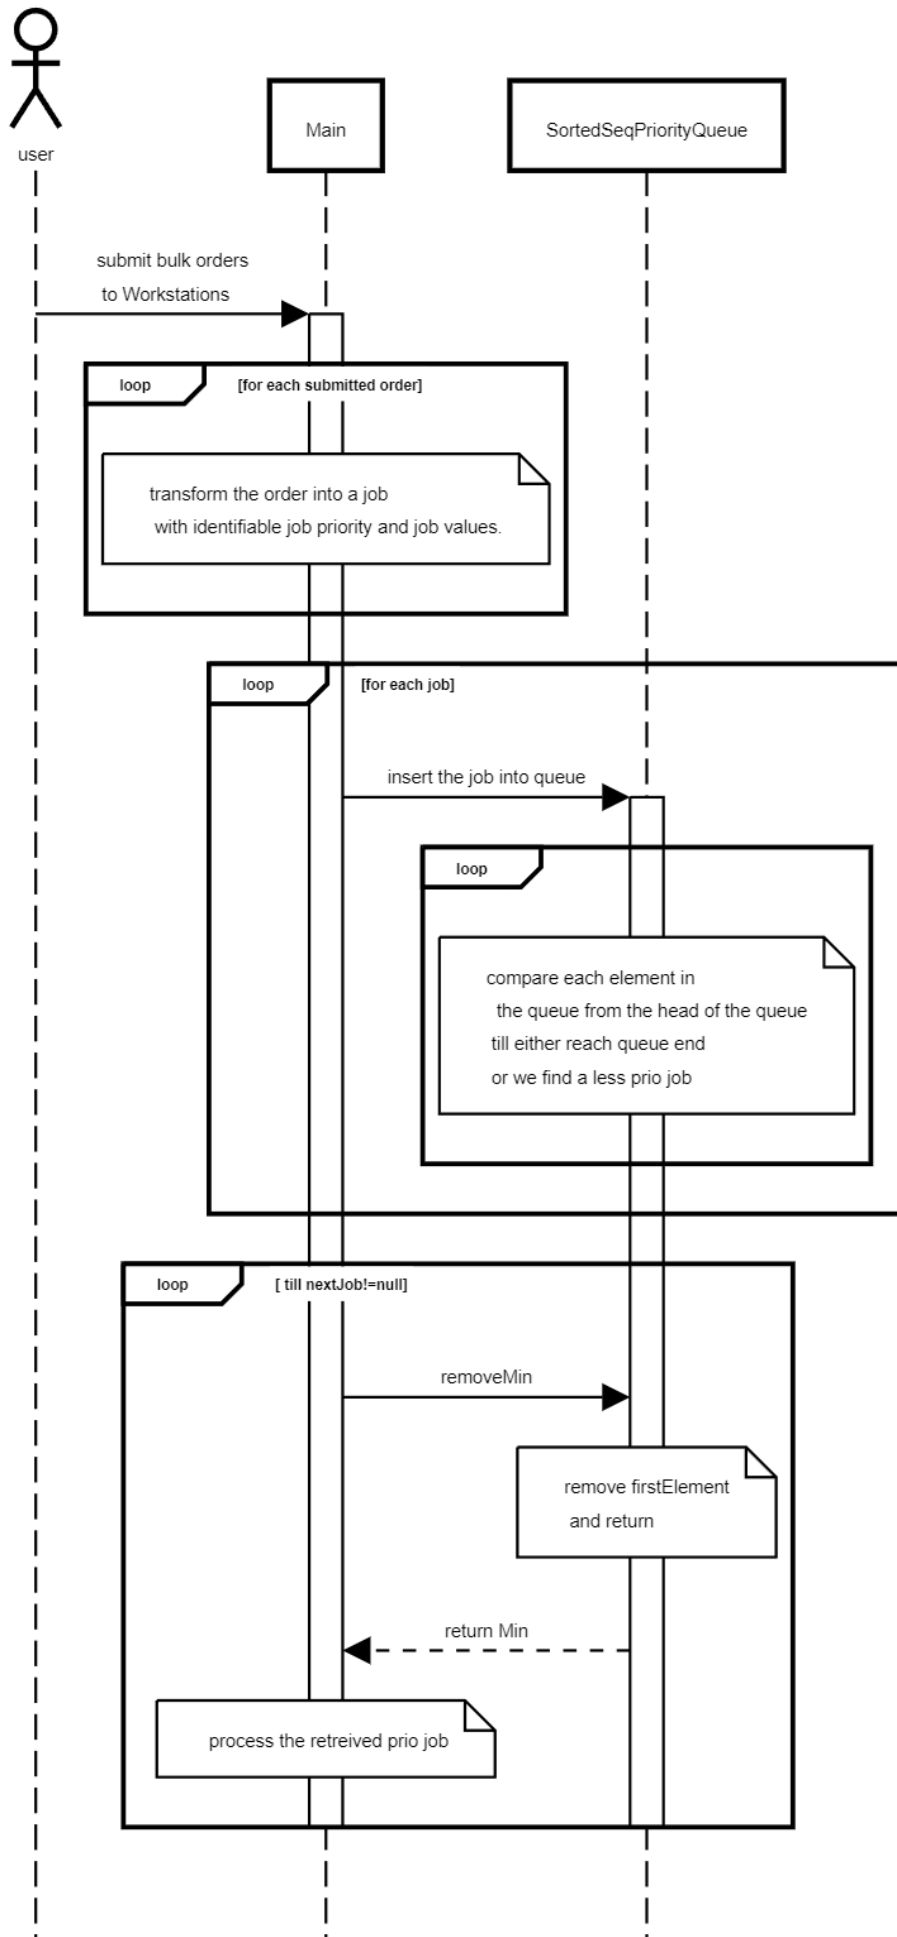 user
Main
SortedSeqPriorityQueue
submit bulk orders
to Workstations
loop
[for each submitted order]
transform the order into a job
with identifiable job priority and job values.
loop
[for each job]
insert the job into queue
loop
compare each element in
the queue from the head of the queue
till either reach queue end
or we find a less prio job
loop
[ till nextJob!=null]
removeMin
remove firstElement
and return
return Min
process the retreived prio job